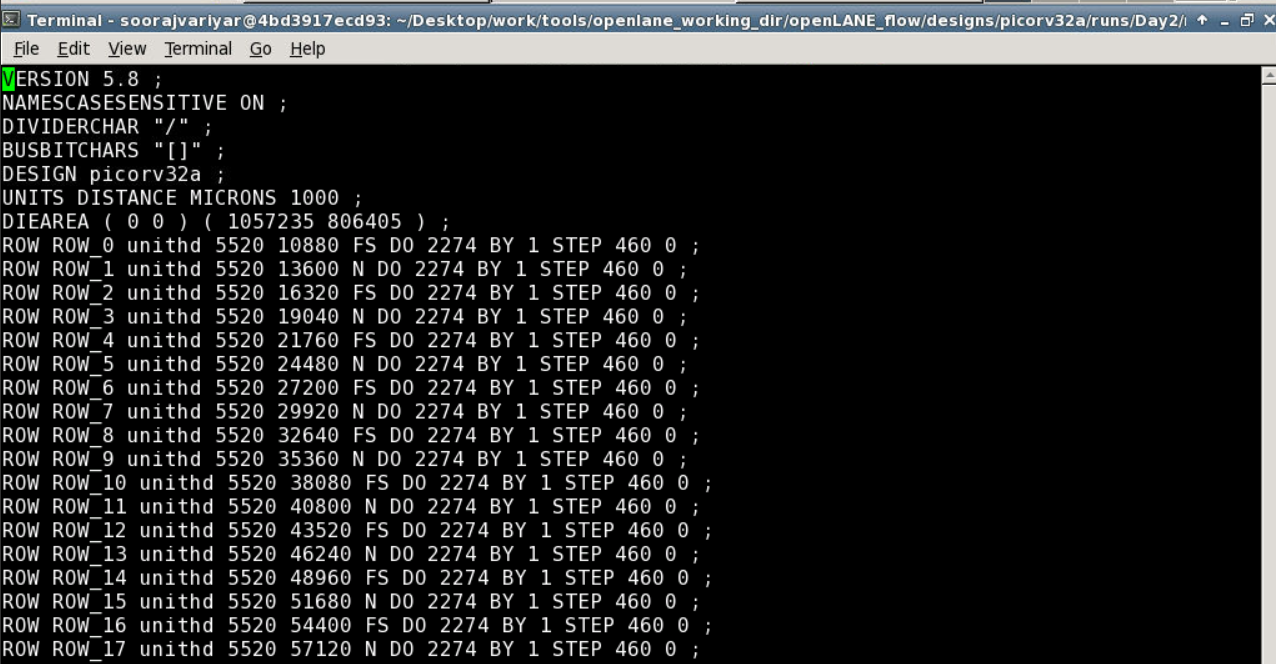 Terminal - soorajvariyar@4bd3917ecd93: ~/Desktop/work/tools/openlane_working_dir/openLANE_flow/designs/picorv32a/runs/Day2/
File Edit View Terminal Go Help
VERSION 5.8 ;
NAMESCASESENSITIVE ON ;
DIVIDERCHAR "/" ;
BUSBITCHARS "[]" ;
DESIGN picorv32a ;
UNITS DISTANCE MICRONS 1000 ;
DIEAREA ( 0 0 ) ( 1057235 806405 ) ;
ROW ROW_0 unithd 5520 10880 FS DO 2274 BY 1 STEP 460 0 ;
ROW ROW_1 unithd 5520 13600 N DO 2274 BY 1 STEP 460 0 ;
ROW ROW_2 unithd 5520 16320 FS DO 2274 BY 1 STEP 460 0 ;
ROW ROW_3 unithd 5520 19040 N DO 2274 BY 1 STEP 460 0 ;
ROW ROW_4 unithd 5520 21760 FS DO 2274 BY 1 STEP 460 0 ;
ROW ROW_5 unithd 5520 24480 N DO 2274 BY 1 STEP 460 0 ;
ROW ROW_6 unithd 5520 27200 FS DO 2274 BY 1 STEP 460 0 ;
ROW ROW_7 unithd 5520 29920 N DO 2274 BY 1 STEP 460 0 ;
ROW ROW_8 unithd 5520 32640 FS DO 2274 BY 1 STEP 460 0 ;
ROW ROW_9 unithd 5520 35360 N DO 2274 BY 1 STEP 460 0 ;
ROW ROW_10 unithd 5520 38080 FS DO 2274 BY 1 STEP 460 0 ;
ROW ROW_11 unithd 5520 40800 N DO 2274 BY 1 STEP 460 0 ;
ROW ROW_12 unithd 5520 43520 FS DO 2274 BY 1 STEP 460 0 ;
ROW ROW_13 unithd 5520 46240 N DO 2274 BY 1 STEP 460 0 ;
ROW ROW_14 unithd 5520 48960 FS DO 2274 BY 1 STEP 460 0 ;
ROW ROW_15 unithd 5520 51680 N DO 2274 BY 1 STEP 460 0 ;
ROW ROW_16 unithd 5520 54400 FS DO 2274 BY 1 STEP 460 0 ;
ROW ROW_17 unithd 5520 57120 N DO 2274 BY 1 STEP 460 0 ;